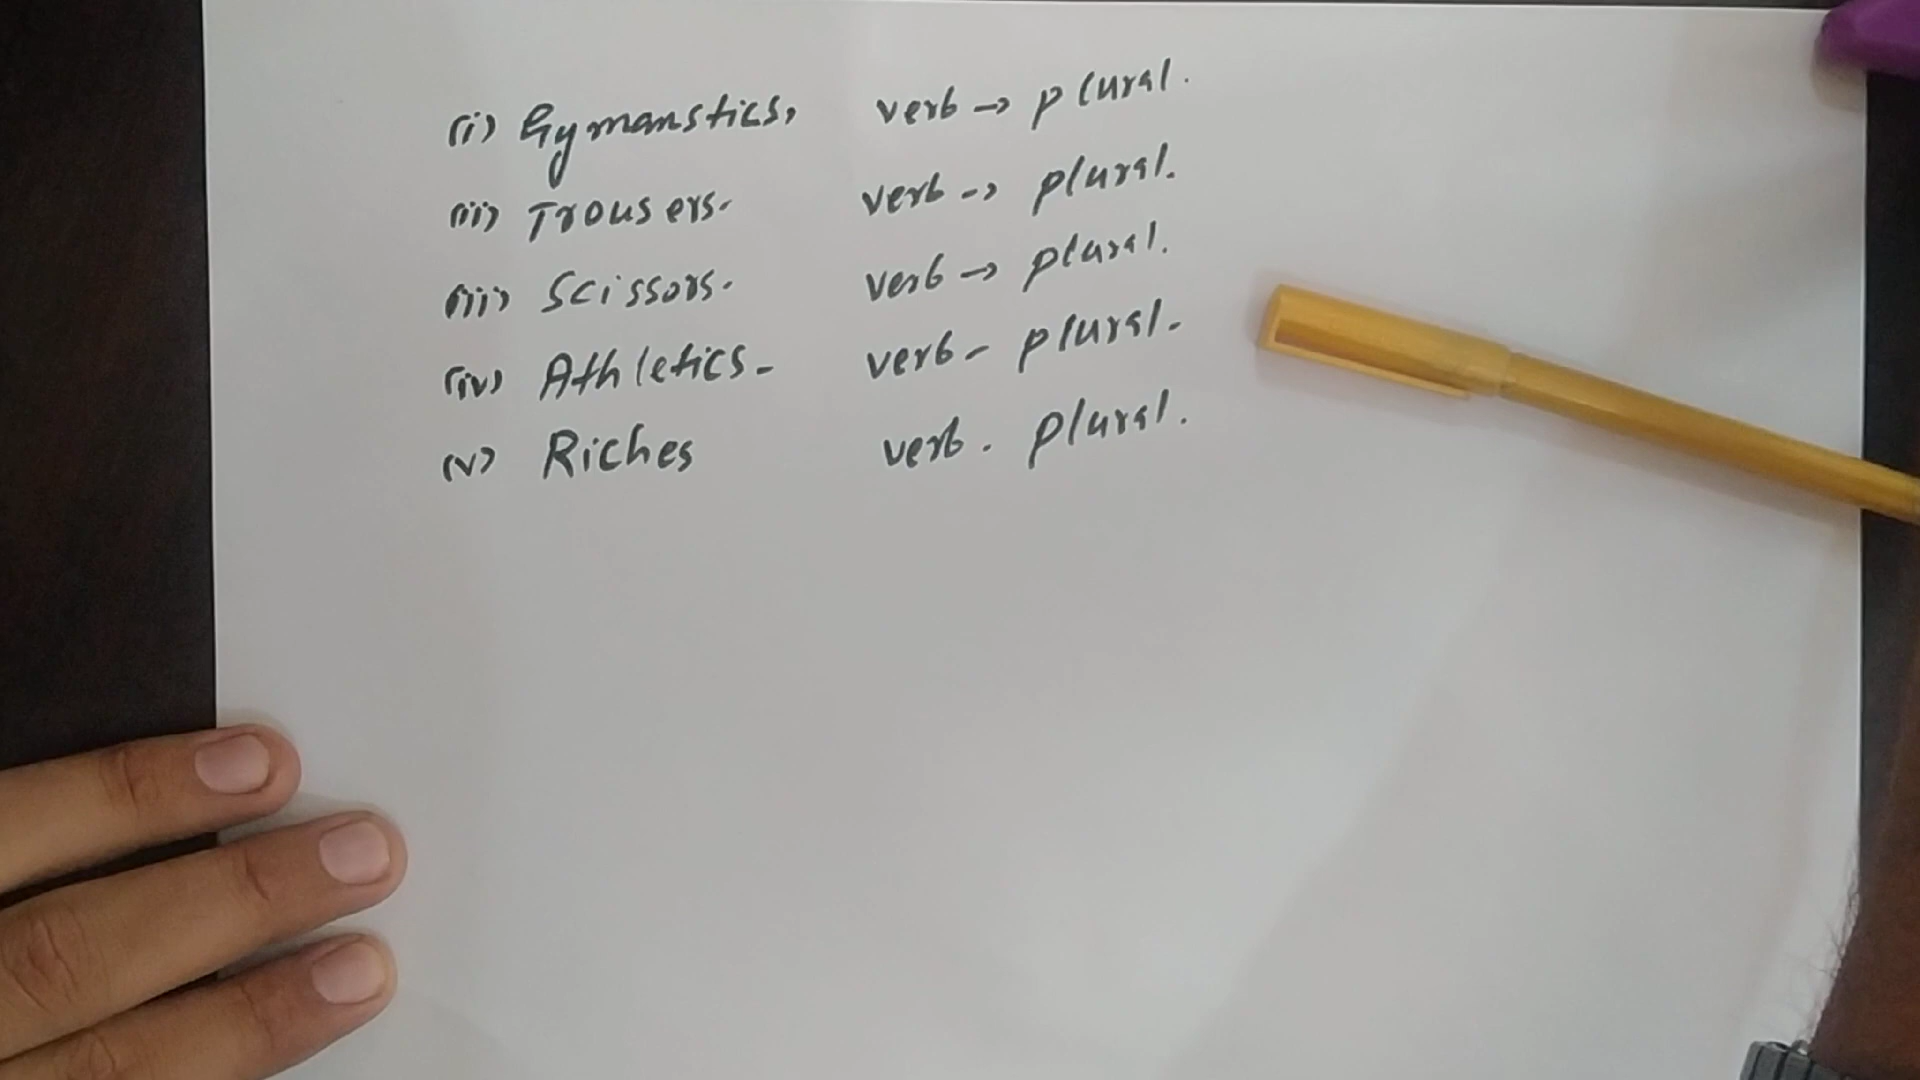 (i) Gymanstics, verb → plural.
(ii) Trousers. verb → plural.
(iii) Scissors. verb → plural.
(iv) Athletics - verb - plural.
(v) Riches verb. plural.